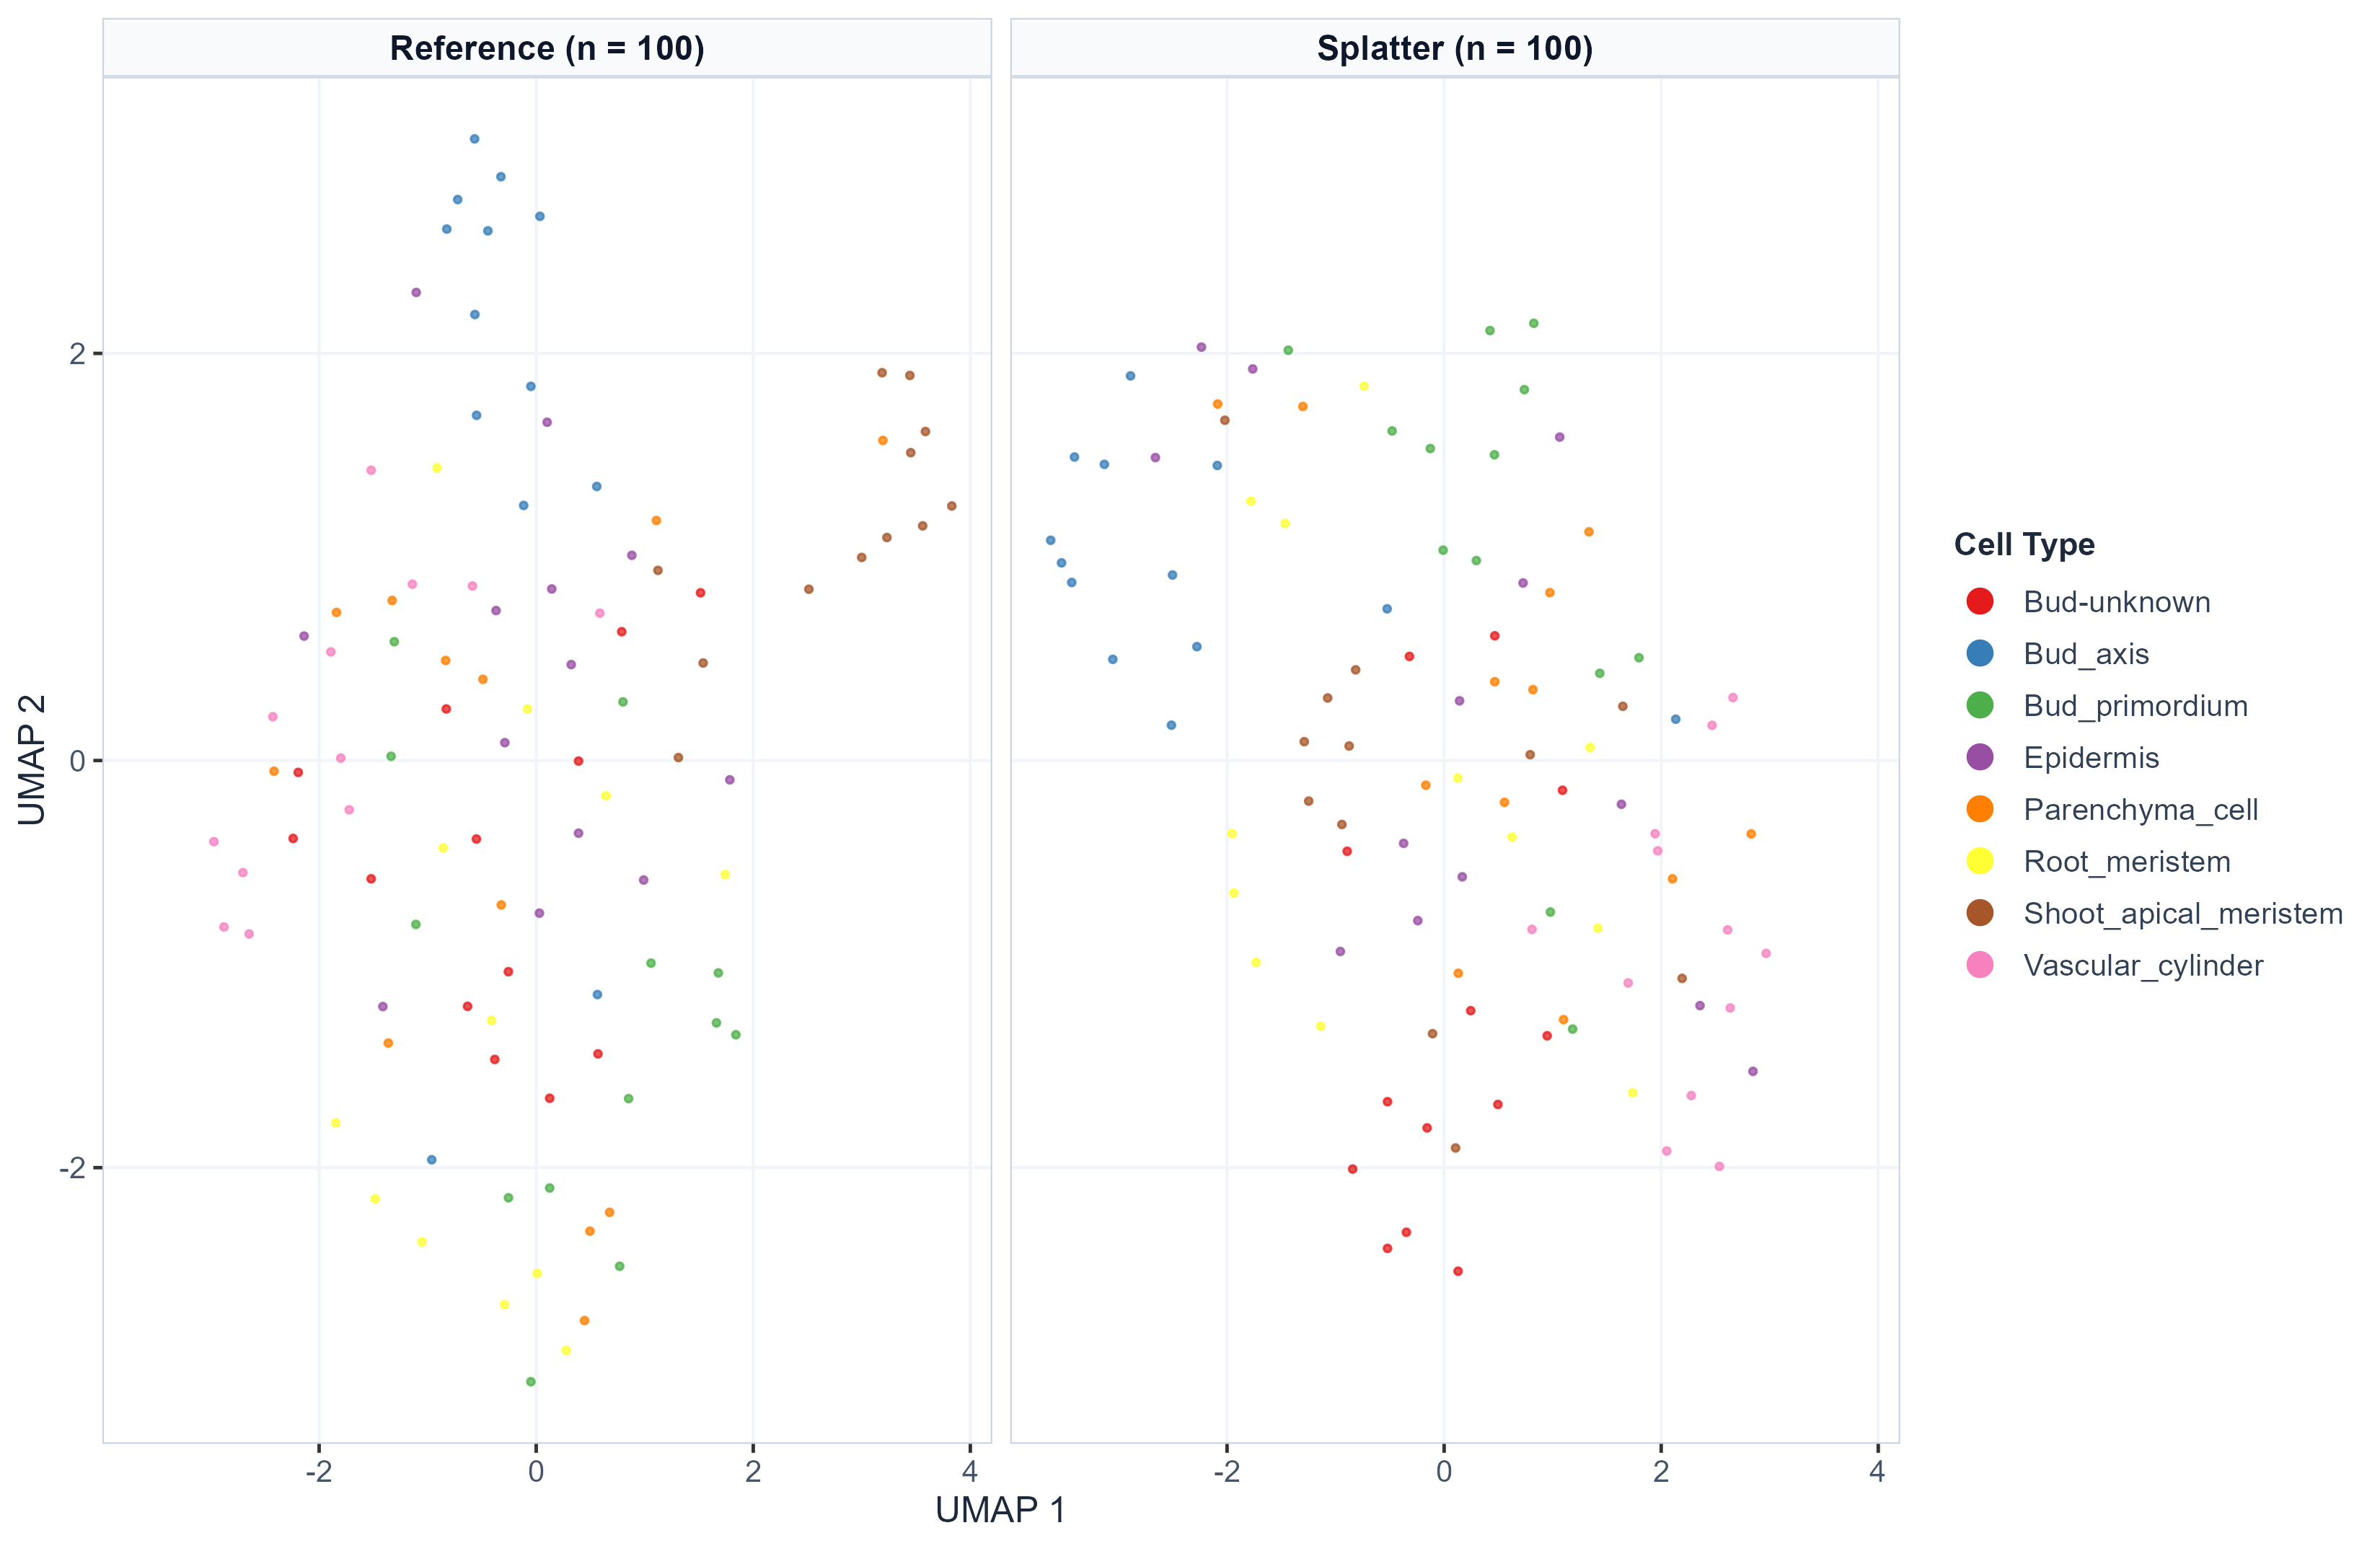 Reference (n = 100)
Splatter (n = 100)
UMAP 2
2
0
-2
-2
0
2
4
-2
0
2
4
UMAP 1
Cell Type
Bud-unknown
Bud_axis
Bud_primordium
Epidermis
Parenchyma_cell
Root_meristem
Shoot_apical_meristem
Vascular_cylinder